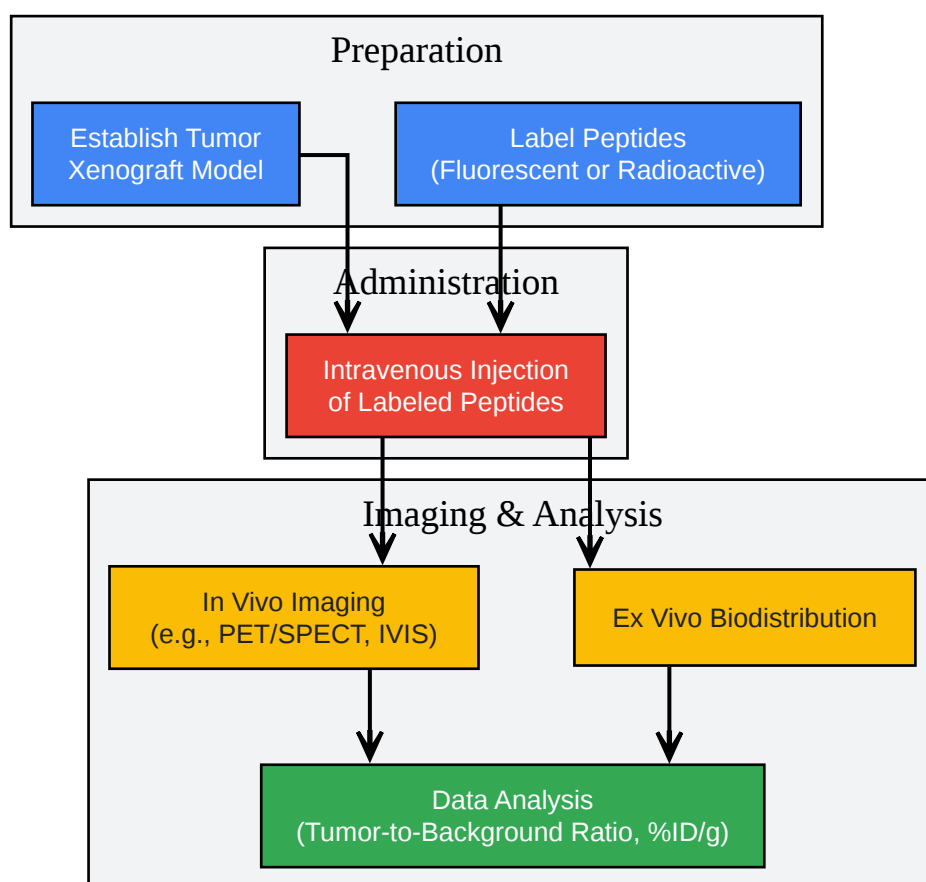 Preparation
Establish Tumor
Xenograft Model
Label Peptides
(Fluorescent or Radioactive)
Administration
Intravenous Injection
of Labeled Peptides
Imaging & Analysis
In Vivo Imaging
(e.g., PET/SPECT, IVIS)
Ex Vivo Biodistribution
Data Analysis
(Tumor-to-Background Ratio, %ID/g)